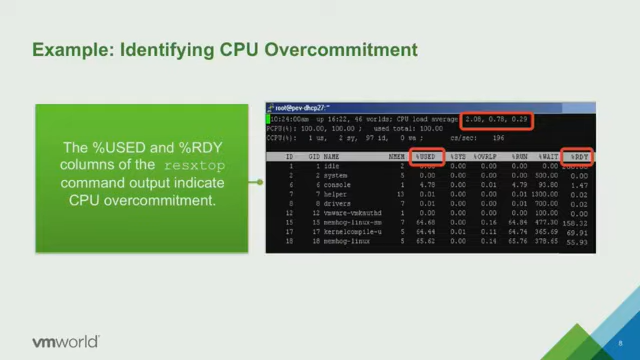 Example: Identifying CPU Overcommitment
The %USED and %RDY
columns of the resxtop
command output indicate
CPU overcommitment.
root@pev-dhcp27:~
10:24:00am up 16:22, 46 worlds: CPU load average 2.08, 0.78, 0.29
PCPU(%): 100.00, 100.00 ; used total: 100.00
CCPU(%): 1 us, 2 sy, 97 id, 0 wa ; cs/sec: 196
ID GID NAME NMEM %USED %SYS %OVRLP %RUN %WAIT %RDY
1 1 idle 2 0.00 0.00 0.00 0.00
2 2 system 5 0.00 0.00 0.00 0.00 500.00 0.00
6 6 console 1 4.78 0.01 0.01 4.79 93.80 1.47
7 7 helper 13 0.01 0.00 0.00 0.01 1300.00 0.02
8 8 drivers 7 0.01 0.00 0.00 0.01 700.00 0.02
12 12 vmware-vmkauthd 1 0.00 0.00 0.00 0.00 100.00 0.00
15 15 memhog-linux-sm 7 64.68 0.01 0.14 64.80 477.30 158.32
17 17 kernelcompile-u 5 64.44 0.01 0.11 64.74 365.69 69.91
18 18 memhog-linux 5 65.62 0.01 0.16 65.76 378.65 55.93
vmworld
8